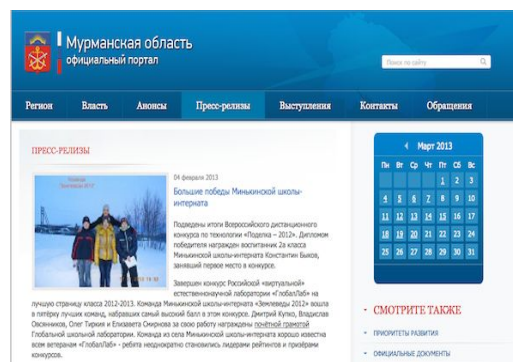 Мурманская область
официальный портал
Поиск по сайту
Регион Власть Анонсы Пресс-релизы Выступления Контакты Обращения
ПРЕСС-РЕЛИЗЫ
04 февраля 2013
Большие победы Минькинской школы-
интерната
Подведены итоги Всероссийского дистанционного
конкурса по технологии «Поделка – 2012». Дипломом
победителя награжден воспитанник 2а класса
Минькинской школы-интерната Константин Быков,
занявший первое место в конкурсе.
Завершен конкурс Российской «виртуальной»
естественнонаучной лаборатории «ГлобалЛаб» на
лучшую страницу класса 2012-2013. Команда Минькинской школы-интерната «Землеведы 2012» вошла
в пятёрку лучших команд, набравших самый высокий балл в этом конкурсе. Дмитрий Кутко, Владислав
Овсянников, Олег Тиркия и Елизавета Смирнова за свою работу награждены почётной грамотой
Глобальной школьной лаборатории. Команда из села Минькинской школы-интерната хорошо известна
всем ветеранам «ГлобалЛаб» - ребята неоднократно становились лидерами рейтингов и призёрами
конкурсов.
Март 2013
Пн Вт Ср Чт Пт Сб Вс
1 2 3
4 5 6 7 8 9 10
11 12 13 14 15 16 17
18 19 20 21 22 23 24
25 26 27 28 29 30 31
СМОТРИТЕ ТАКЖЕ
ПРИОРИТЕТЫ РАЗВИТИЯ
ОФИЦИАЛЬНЫЕ ДОКУМЕНТЫ